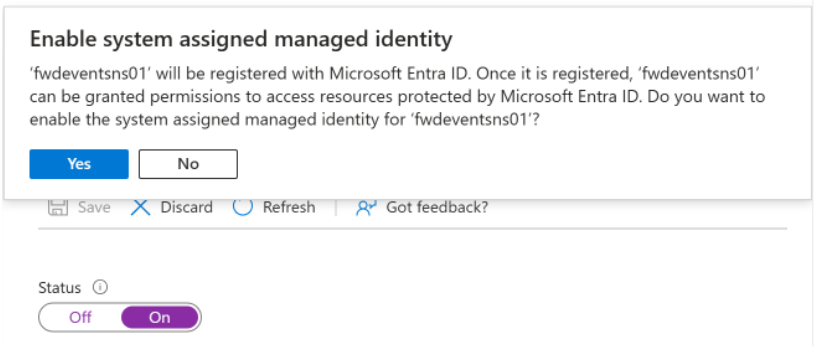 Enable system assigned managed identity
'fwdeventsns01' will be registered with Microsoft Entra ID. Once it is registered, 'fwdeventsns01'
can be granted permissions to access resources protected by Microsoft Entra ID. Do you want to
enable the system assigned managed identity for 'fwdeventsns01'?
Yes No
Save Discard Refresh Got feedback?
Status
Off On